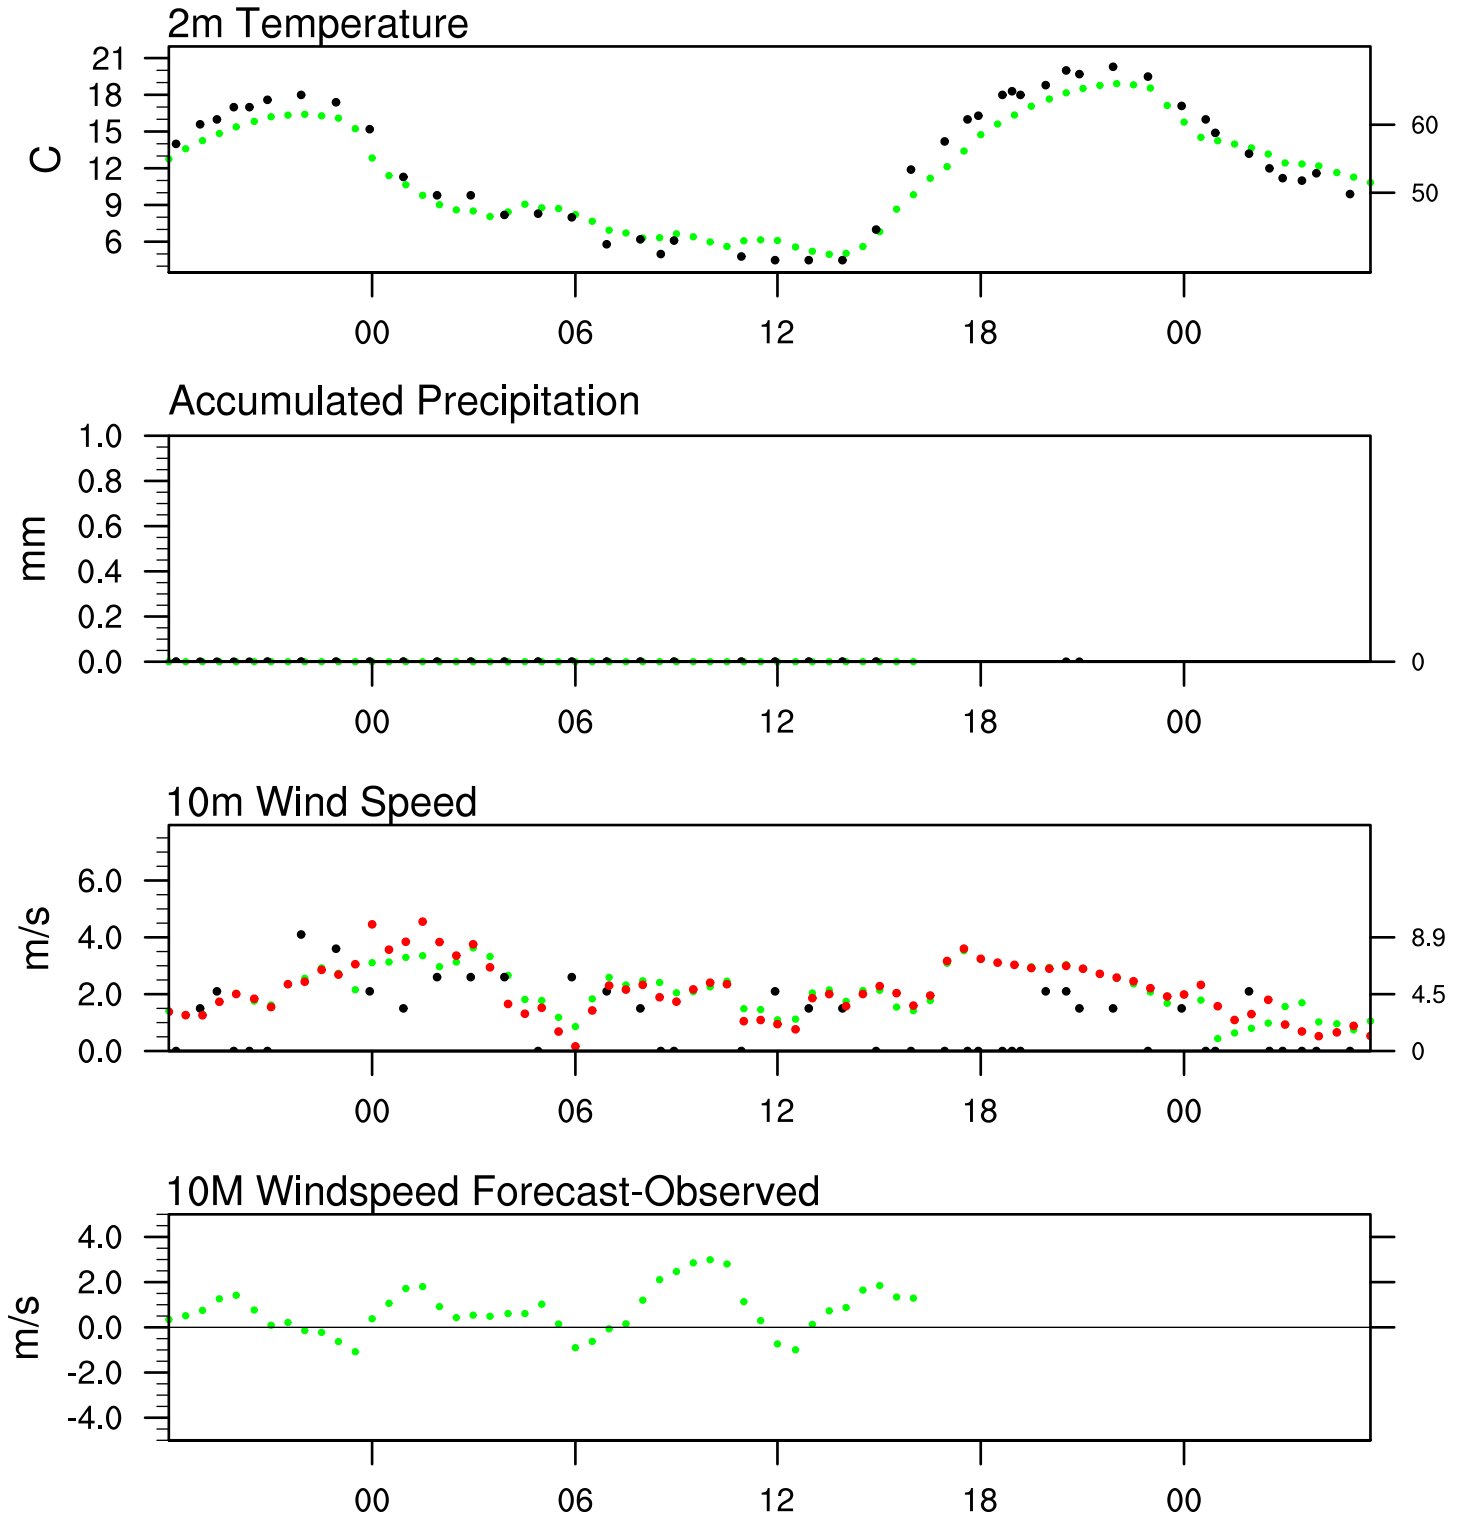 2m Temperature
21
18
15
12
9
6
C
60
50
00 06 12 18 00
Accumulated Precipitation
1.0
0.8
0.6
0.4
0.2
0.0
mm
0
00 06 12 18 00
10m Wind Speed
6.0
4.0
2.0
0.0
m/s
8.9
4.5
0
00 06 12 18 00
10M Windspeed Forecast-Observed
4.0
2.0
0.0
-2.0
-4.0
m/s
00 06 12 18 00